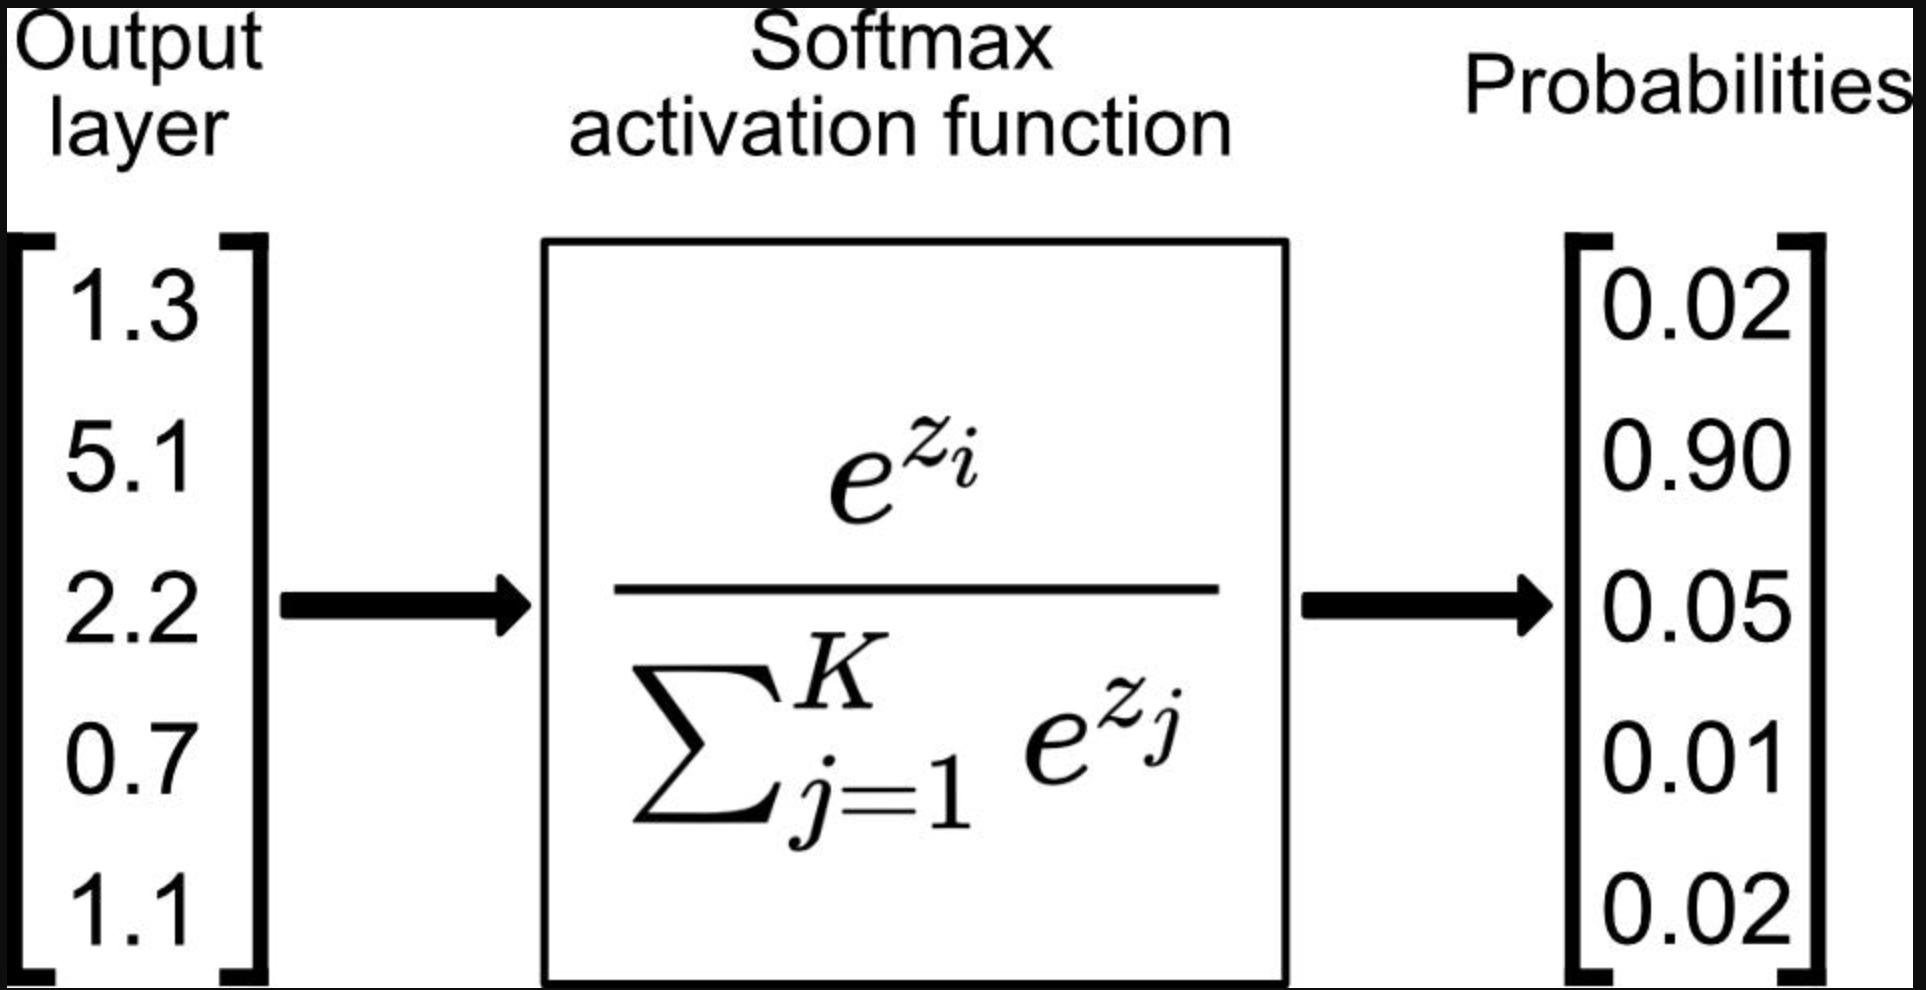 Output
layer
Softmax
activation function
Probabilities
1.3
5.1
2.2
0.7
1.1
e^{z_i}
∑_{j=1}^{K} e^{z_j}
0.02
0.90
0.05
0.01
0.02